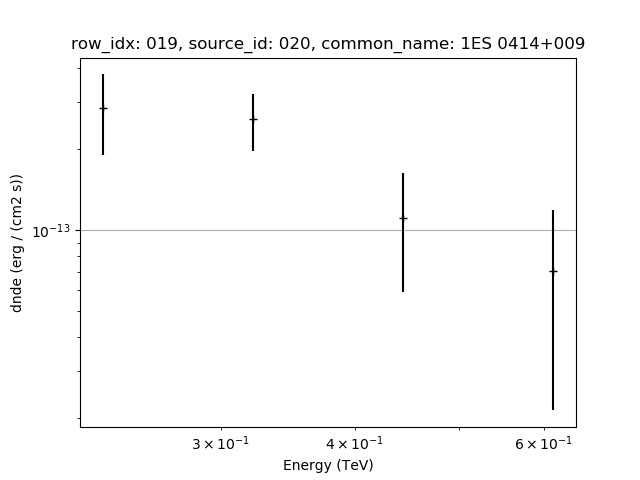 row_idx: 019, source_id: 020, common_name: 1ES 0414+009
dnde (erg / (cm2 s))
10⁻¹³
3 × 10⁻¹ 4 × 10⁻¹ 6 × 10⁻¹
Energy (TeV)